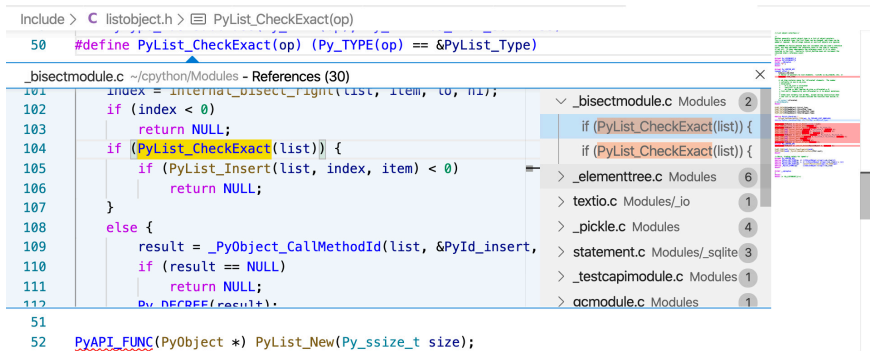 Include > C listobject.h > PyList_CheckExact(op)
50 #define PyList_CheckExact(op) (Py_TYPE(op) == &PyList_Type)
_bisectmodule.c ~/cpython/Modules - References (30)
101 index = internal_bisect_right(list, item, lo, hi);
102 if (index < 0)
103 return NULL;
104 if (PyList_CheckExact(list)) {
105 if (PyList_Insert(list, index, item) < 0)
106 return NULL;
107 }
108 else {
109 result = _PyObject_CallMethodId(list, &PyId_insert,
110 if (result == NULL)
111 return NULL;
112 Py_DECREF(result);
_bisectmodule.c Modules 2
if (PyList_CheckExact(list)) {
if (PyList_CheckExact(list)) {
_elementtree.c Modules 6
textio.c Modules/_io 1
_pickle.c Modules 4
statement.c Modules/_sqlite 3
_testcapimodule.c Modules 1
gcmodule.c Modules 1
51
52 PyAPI_FUNC(PyObject *) PyList_New(Py_ssize_t size);